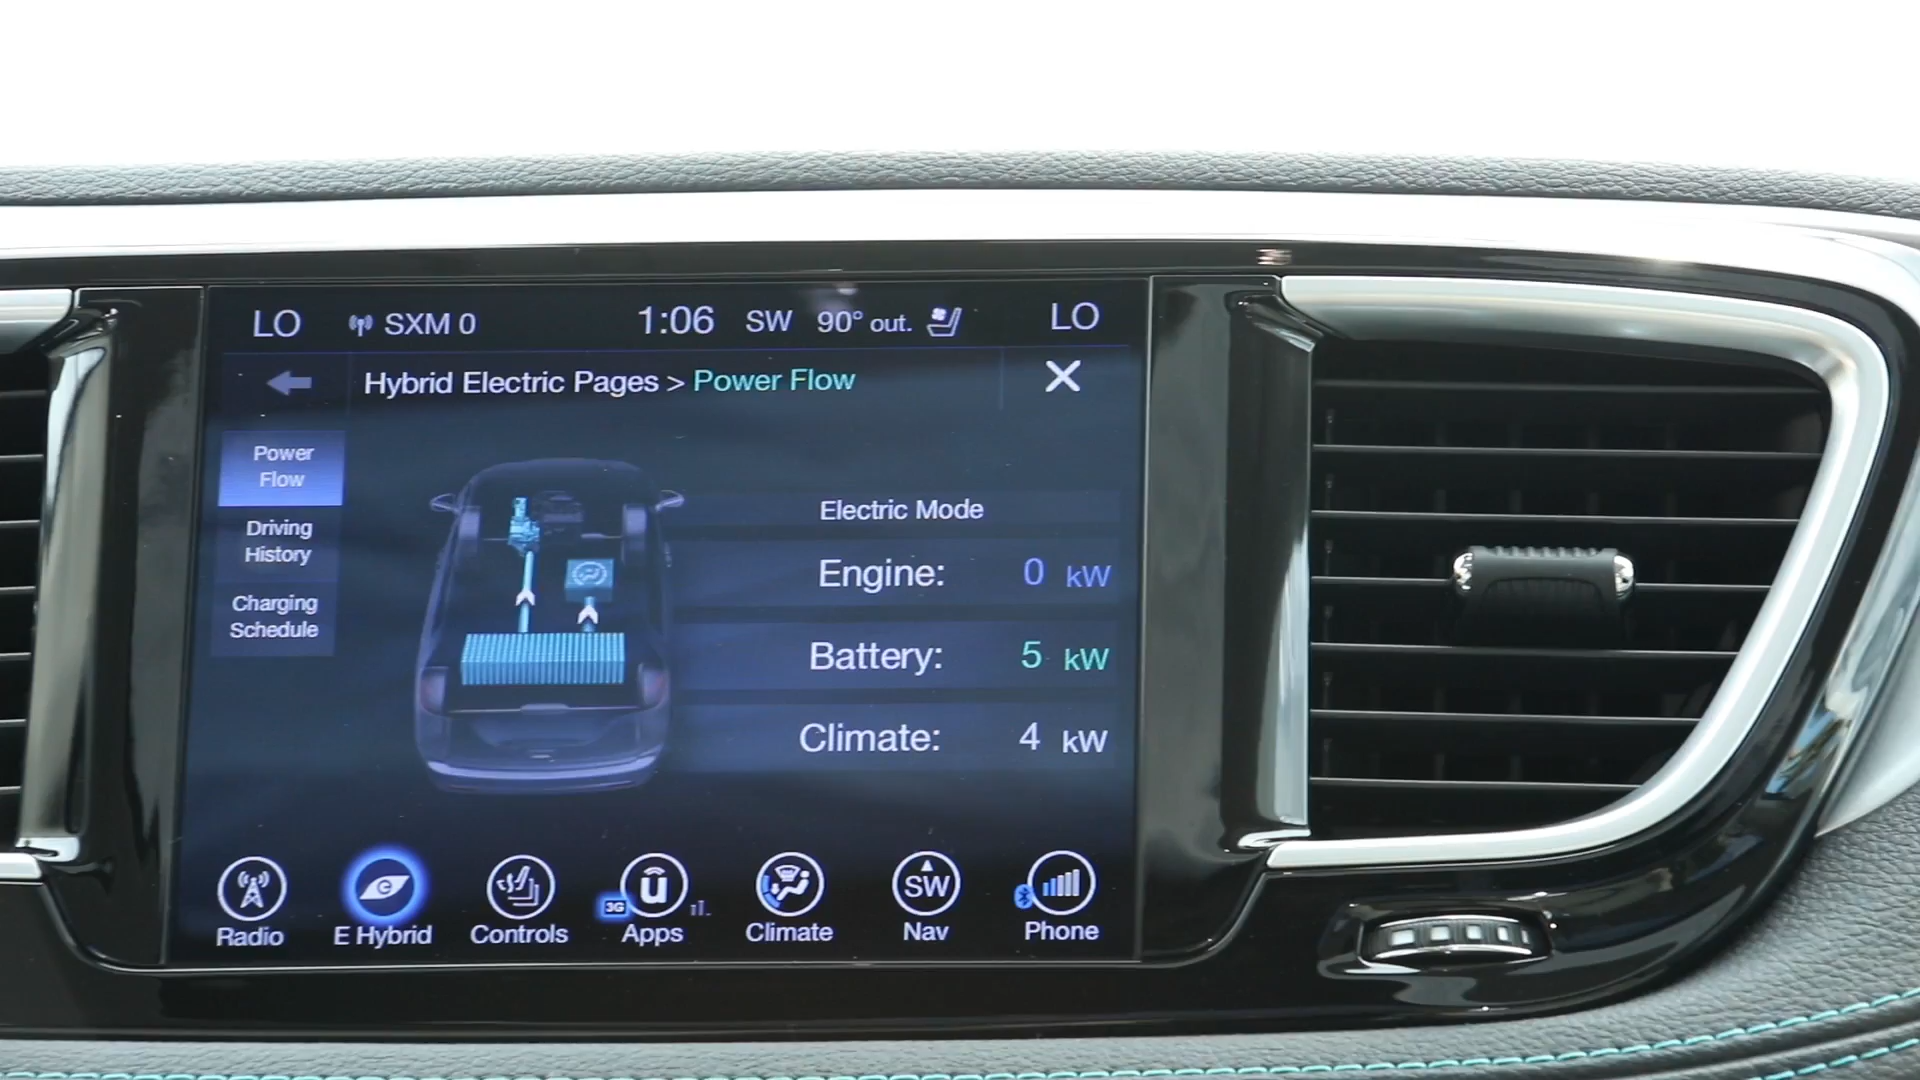 LO SXM 0 1:06 SW 90° out. LO
Hybrid Electric Pages > Power Flow
Power
Flow
Driving
History
Charging
Schedule
Electric Mode
Engine: 0 kW
Battery: 5 kW
Climate: 4 kW
3G
SW
Radio E Hybrid Controls Apps Climate Nav Phone